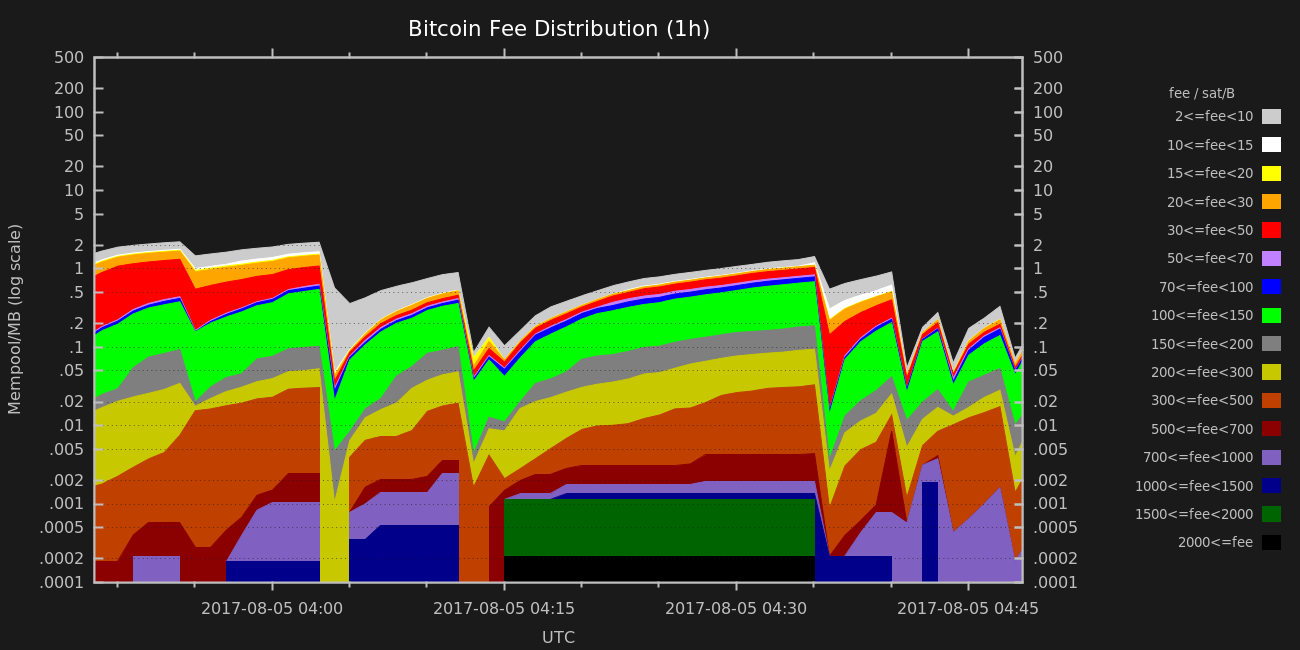 Bitcoin Fee Distribution (1h)
Mempool/MB (log scale)
500
200
100
50
20
10
5
2
1
.5
.2
.1
.05
.02
.01
.005
.002
.001
.0005
.0002
.0001
500
200
100
50
20
10
5
2
1
.5
.2
.1
.05
.02
.01
.005
.002
.001
.0005
.0002
.0001
2017-08-05 04:00
2017-08-05 04:15
2017-08-05 04:30
2017-08-05 04:45
UTC
fee / sat/B
2<=fee<10
10<=fee<15
15<=fee<20
20<=fee<30
30<=fee<50
50<=fee<70
70<=fee<100
100<=fee<150
150<=fee<200
200<=fee<300
300<=fee<500
500<=fee<700
700<=fee<1000
1000<=fee<1500
1500<=fee<2000
2000<=fee